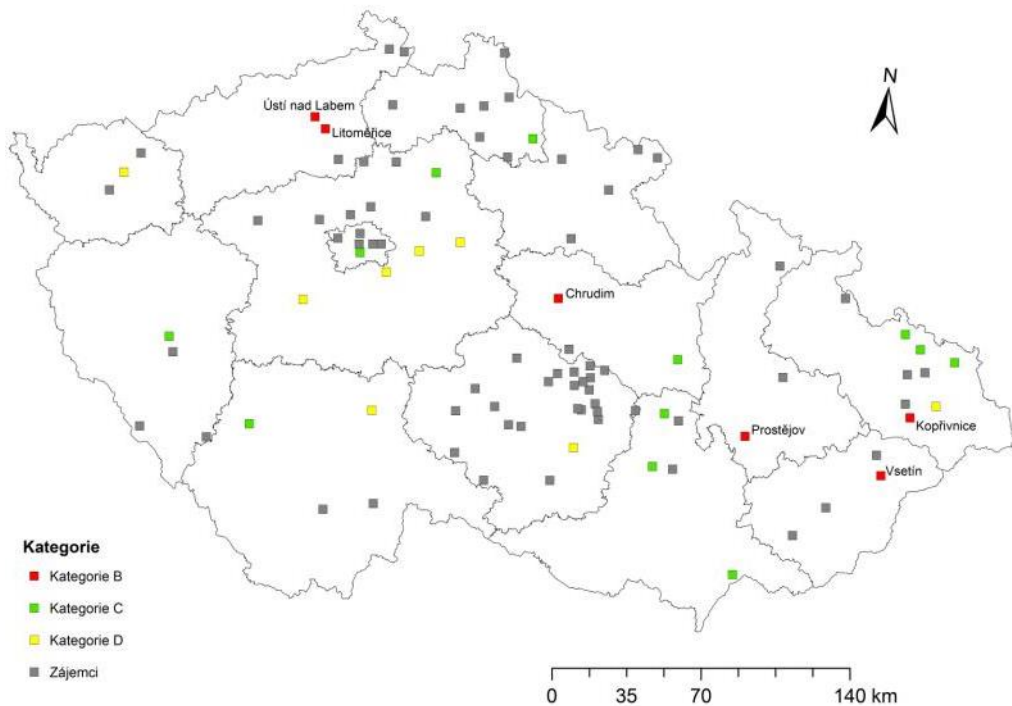 N
Ústí nad Labem
Litoměřice
Chrudim
Prostějov
Kopřivnice
Vsetín
Kategorie
Kategorie B
Kategorie C
Kategorie D
Zájemci
0 35 70 140 km